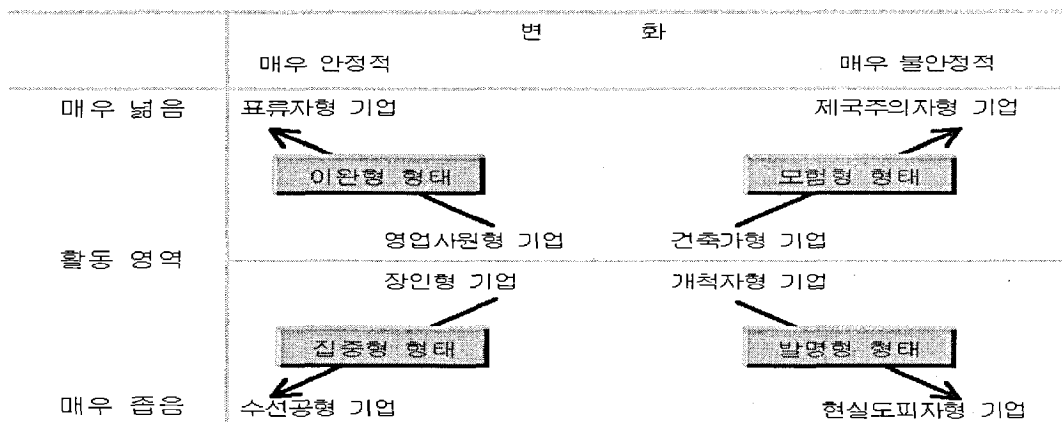 변 화
매우 안정적 매우 불안정적
매우 넓음 표류자형 기업 제국주의자형 기업
이완형 형태 모험형 형태
영업사원형 기업 건축가형 기업
활동 영역
장인형 기업 개척자형 기업
집중형 형태 발명형 형태
매우 좁음 수선공형 기업 현실도피자형 기업